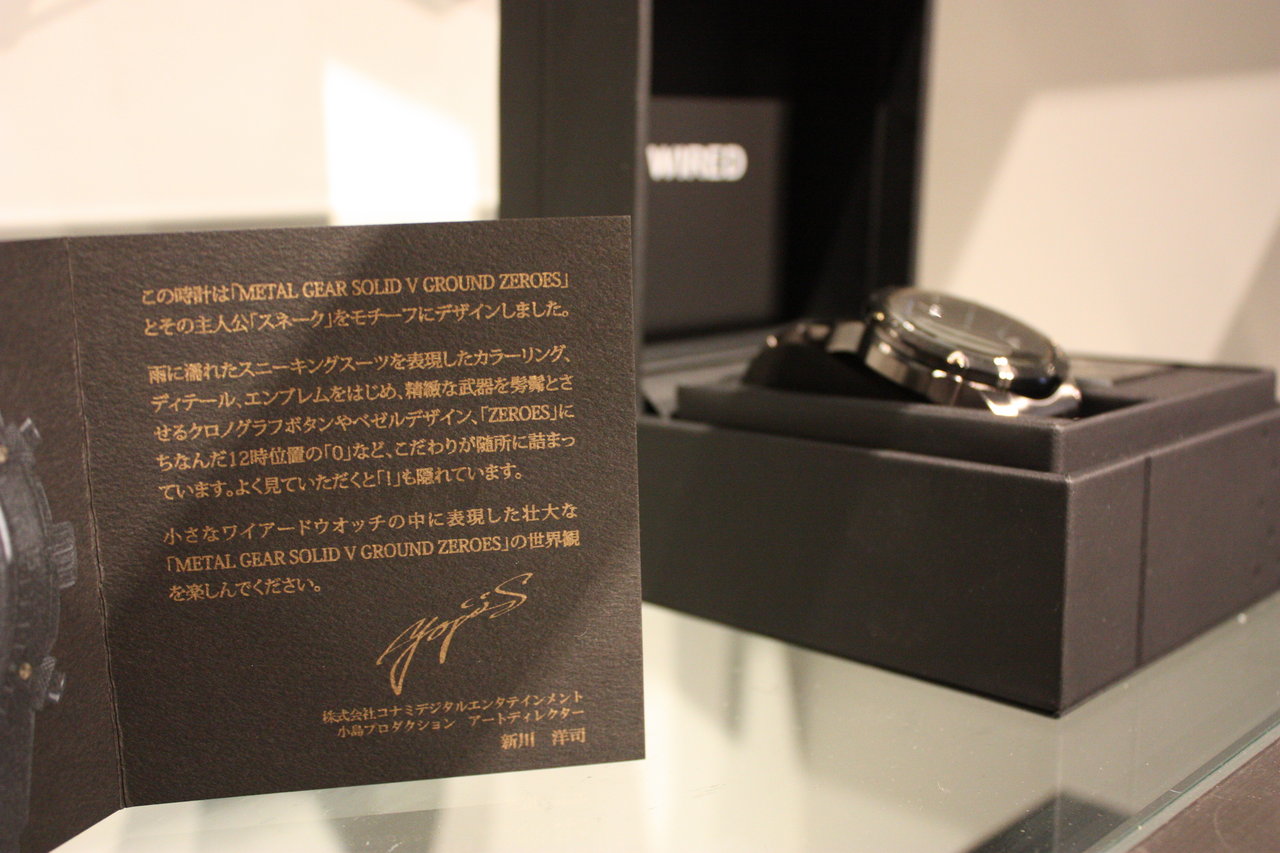 WIRED
この時計は「METAL GEAR SOLID V GROUND ZEROES」
とその主人公「スネーク」をモチーフにデザインしました。
雨に濡れたスニーキングスーツを表現したカラーリング、
ディテール、エンブレムをはじめ、精緻な武器を髣髴とさ
せるクロノグラフボタンやベゼルデザイン、「ZEROES」に
ちなんだ12時位置の「0」など、こだわりが随所に詰まっ
ています。よく見ていただくと「!」も隠れています。
小さなワイアードウオッチの中に表現した壮大な
「METAL GEAR SOLID V GROUND ZEROES」の世界観
を楽しんでください。
YojiS
株式会社コナミデジタルエンタテインメント
小島プロダクション　アートディレクター
新川　洋司